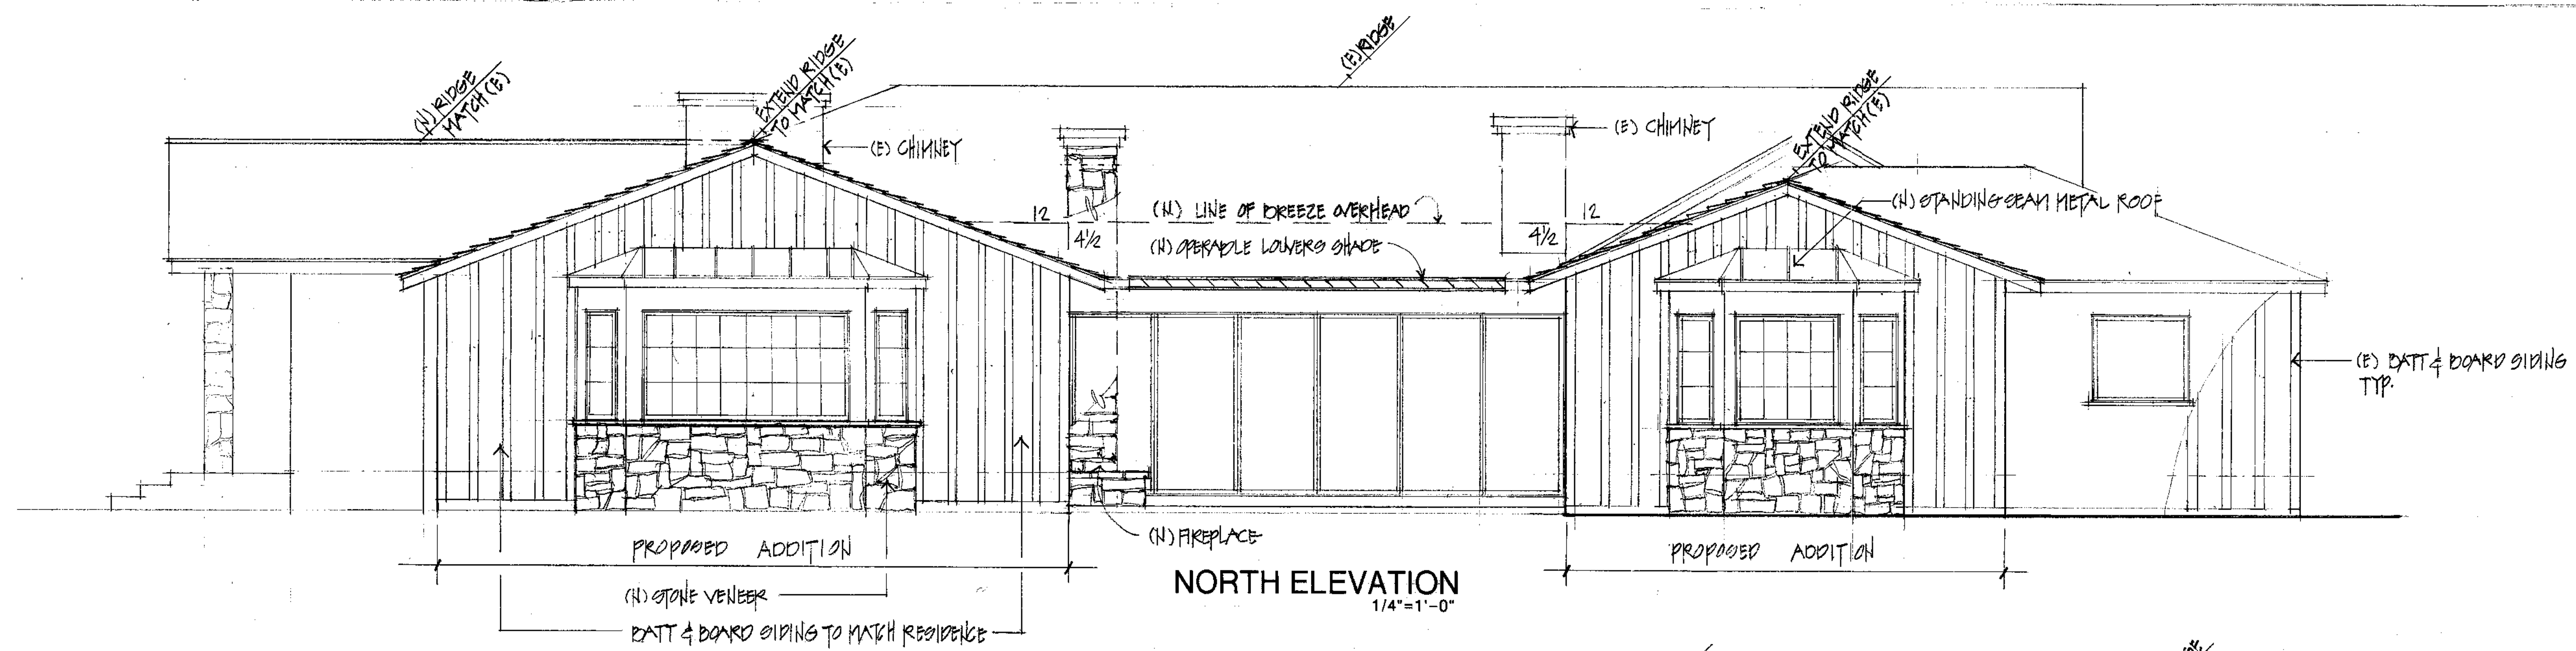 (N) RIDGE
MATCH (E)
EXTEND RIDGE
TO MATCH (E)
(E) RIDGE
EXTEND RIDGE
TO MATCH (E)
(E) CHIMNEY
(E) CHIMNEY
(N) STANDING SEAM METAL ROOF
12
4½
(N) LINE OF BREEZE OVERHEAD
(N) OPERABLE LOUVERS SHADE
12
4½
(E) BATT & BOARD SIDING
TYP.
(N) FIREPLACE
PROPOSED ADDITION
PROPOSED ADDITION
NORTH ELEVATION
1/4"=1'-0"
(N) STONE VENEER
BATT & BOARD SIDING TO MATCH RESIDENCE